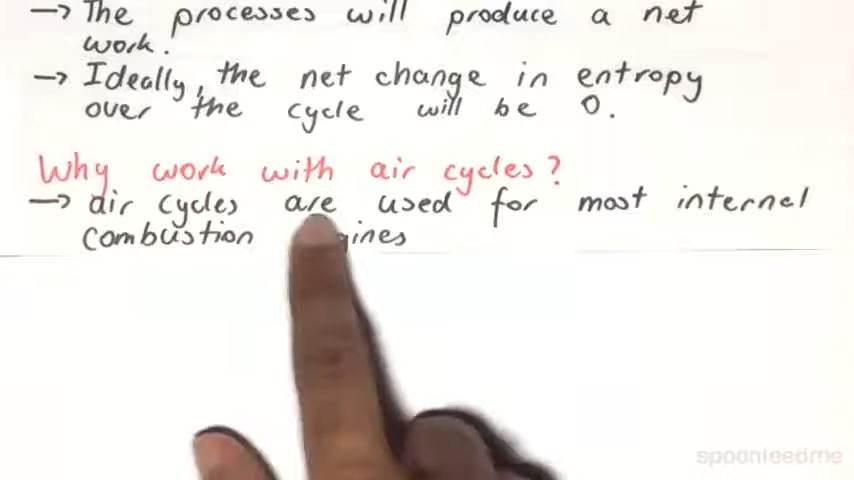 → The processes will produce a net
work.
→ Ideally, the net change in entropy
over the cycle will be 0.
Why work with air cycles?
→ air cycles are used for most internal
combustion gines
spoonfeedme